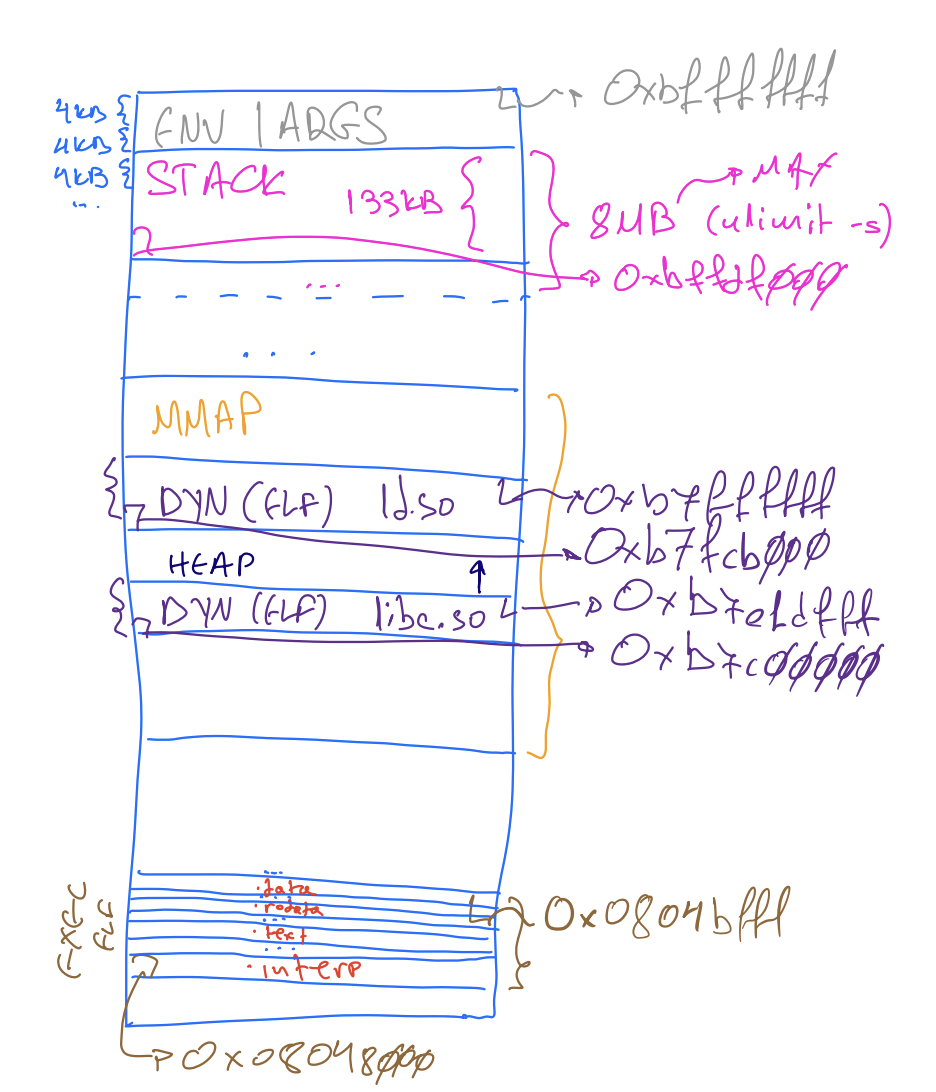 0xbfffffff
4kB
ENV | ARGS
4kB
4kB
STACK
133kB
8MB
MAX
(ulimit -s)
...
0xbffdf000
...
....
MMAP
DYN (ELF) ld.so
0xb7ffffff
0xb7fcb000
HEAP
DYN (ELF) libc.so
0xb7e1dfff
0xb7c00000
...
.data
.rodata
...
.text
...
.interp
EXEC
ELF
0x0804bfff
0x08048000